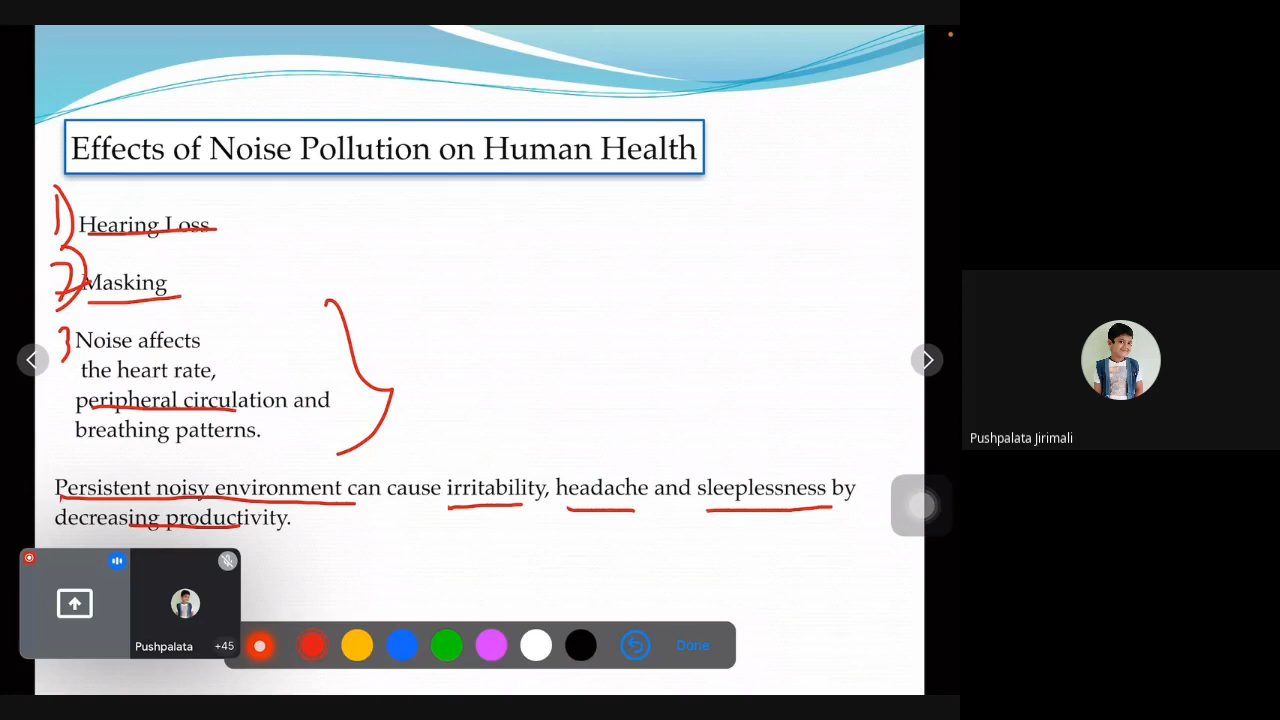 Effects of Noise Pollution on Human Health
1) Hearing Loss
2) Masking
3 Noise affects
the heart rate,
peripheral circulation and
breathing patterns.
Persistent noisy environment can cause irritability, headache and sleeplessness by
decreasing productivity.
Pushpalata +45
Done
Pushpalata Jirimali